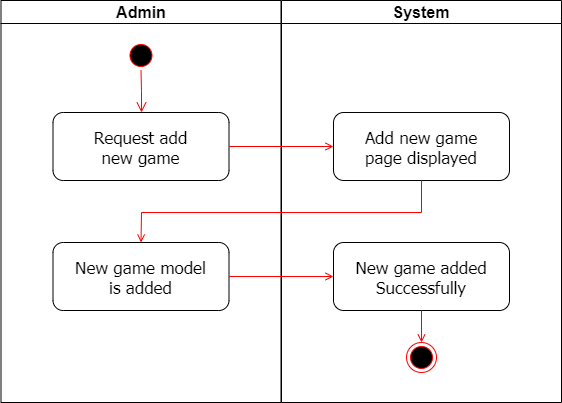 Admin
System
Request add
new game
Add new game
page displayed
New game model
is added
New game added
Successfully